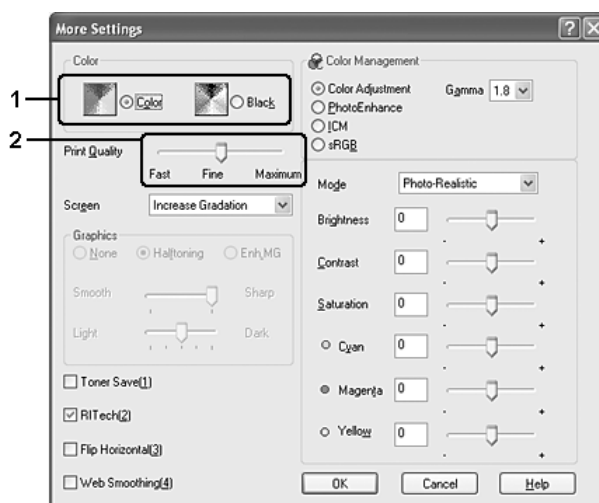 More Settings
Color
1
Color
Black
2
Print Quality
Fast Fine Maximum
Screen Increase Gradation
Graphics
None Halftoning Enh.MG
Smooth Sharp
Light Dark
Toner Save(1)
RITech(2)
Flip Horizontal(3)
Web Smoothing(4)
Color Management
Color Adjustment Gamma 1.8
PhotoEnhance
ICM
sRGB
Mode Photo-Realistic
Brightness 0
- +
Contrast 0
- +
Saturation 0
- +
Cyan 0
- +
Magenta 0
- +
Yellow 0
- +
OK Cancel Help